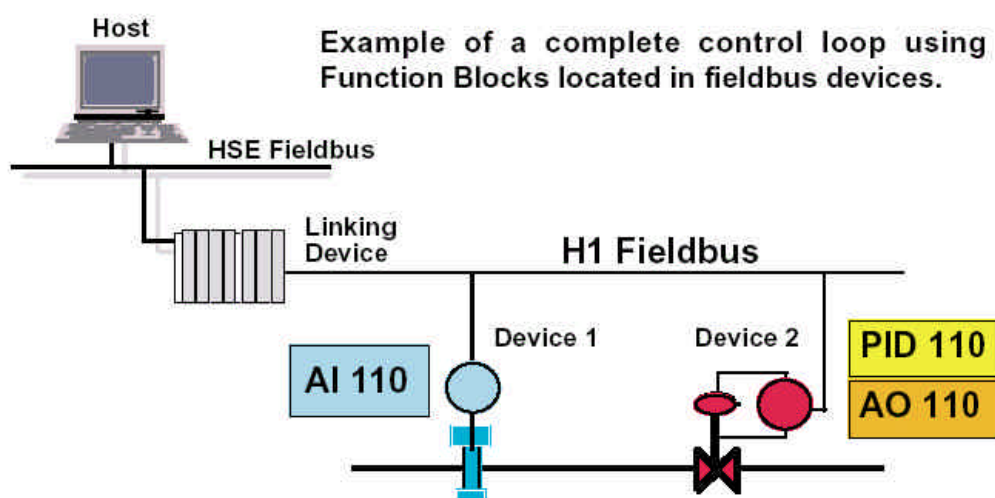 Host
Example of a complete control loop using
Function Blocks located in fieldbus devices.
HSE Fieldbus
Linking
Device
H1 Fieldbus
Device 1
Device 2
AI 110
PID 110
AO 110